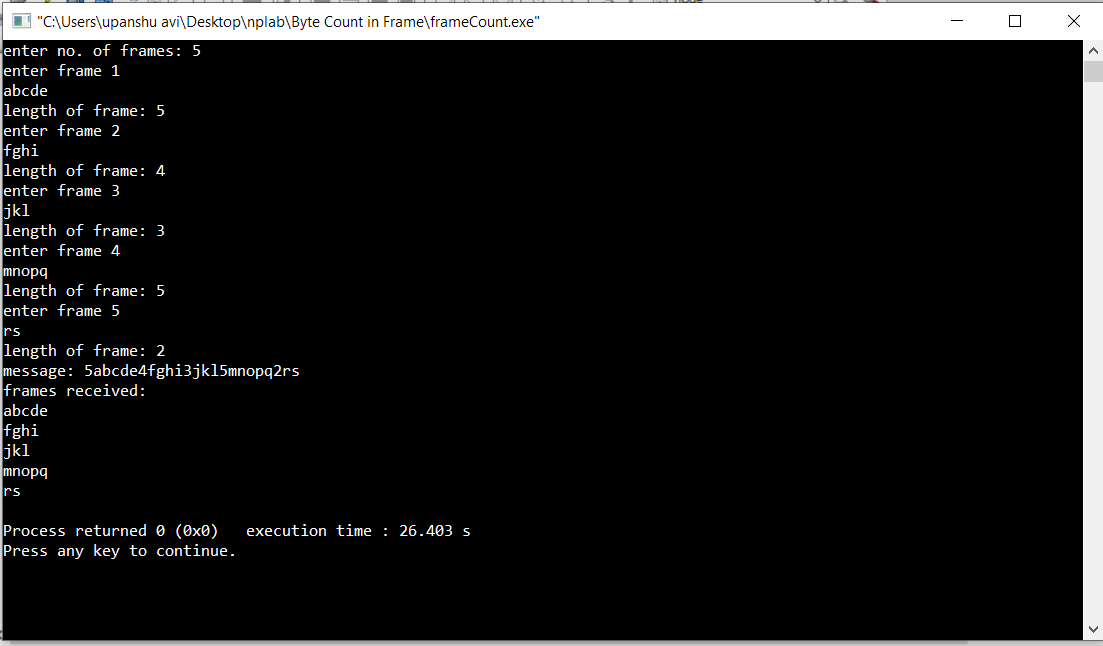 "C:\Users\upanshu avi\Desktop\nplab\Byte Count in Frame\frameCount.exe"
enter no. of frames: 5
enter frame 1
abcde
length of frame: 5
enter frame 2
fghi
length of frame: 4
enter frame 3
jkl
length of frame: 3
enter frame 4
mnopq
length of frame: 5
enter frame 5
rs
length of frame: 2
message: 5abcde4fghi3jkl5mnopq2rs
frames received:
abcde
fghi
jkl
mnopq
rs
Process returned 0 (0x0)   execution time : 26.403 s
Press any key to continue.